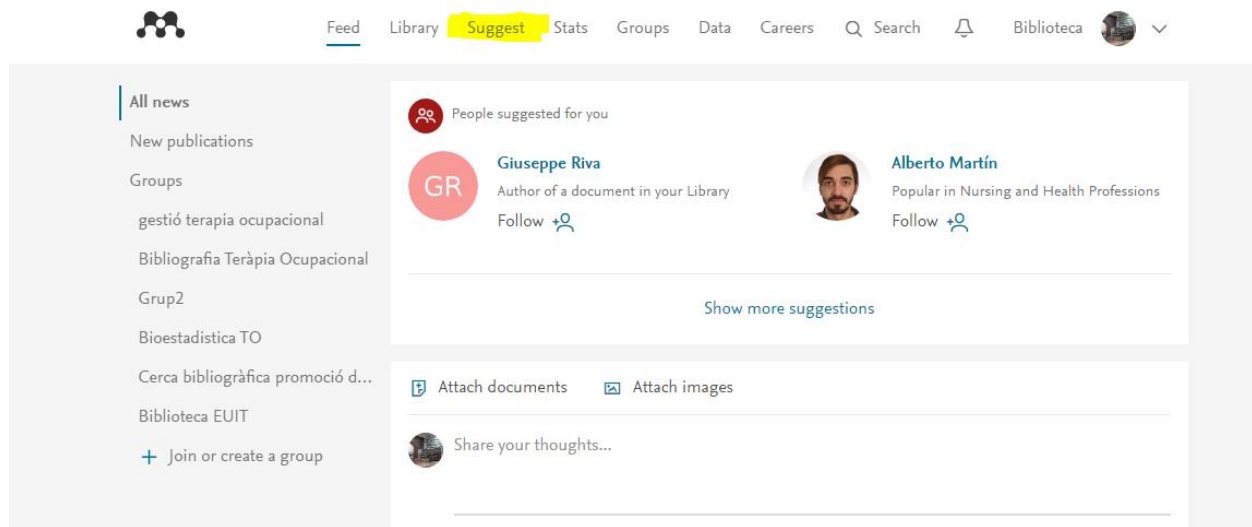 Feed Library Suggest Stats Groups Data Careers Search Biblioteca
All news
New publications
Groups
gestió terapia ocupacional
Bibliografia Teràpia Ocupacional
Grup2
Bioestadistica TO
Cerca bibliogràfica promoció d...
Biblioteca EUIT
+ Join or create a group
People suggested for you
GR
Giuseppe Riva
Author of a document in your Library
Follow
Alberto Martín
Popular in Nursing and Health Professions
Follow
Show more suggestions
Attach documents Attach images
Share your thoughts...